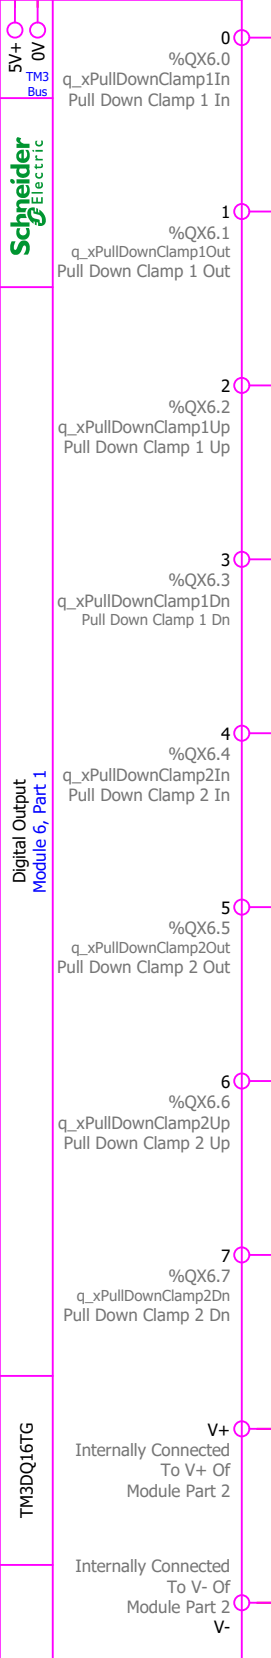 5V+
0V
TM3
Bus
Schneider
Electric
Digital Output
Module 6, Part 1
TM3DQ16TG
0
%QX6.0
q_xPullDownClamp1In
Pull Down Clamp 1 In
1
%QX6.1
q_xPullDownClamp1Out
Pull Down Clamp 1 Out
2
%QX6.2
q_xPullDownClamp1Up
Pull Down Clamp 1 Up
3
%QX6.3
q_xPullDownClamp1Dn
Pull Down Clamp 1 Dn
4
%QX6.4
q_xPullDownClamp2In
Pull Down Clamp 2 In
5
%QX6.5
q_xPullDownClamp2Out
Pull Down Clamp 2 Out
6
%QX6.6
q_xPullDownClamp2Up
Pull Down Clamp 2 Up
7
%QX6.7
q_xPullDownClamp2Dn
Pull Down Clamp 2 Dn
V+
Internally Connected
To V+ Of
Module Part 2
Internally Connected
To V- Of
Module Part 2
V-